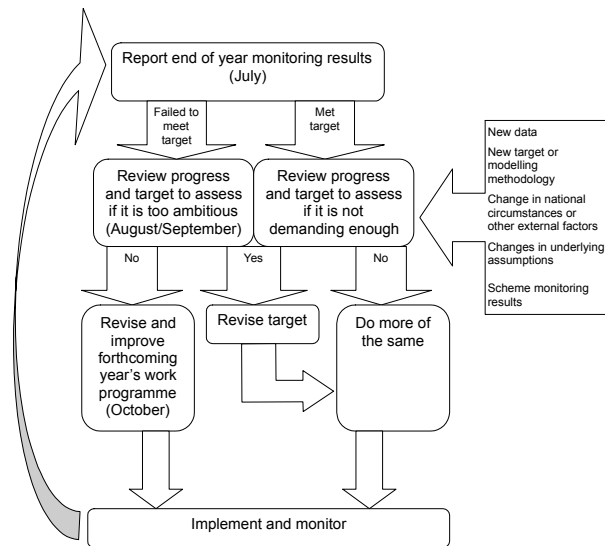 Report end of year monitoring results
(July)
Failed to
meet
target
Met
target
Review progress
and target to assess
if it is too ambitious
(August/September)
Review progress
and target to assess
if it is not
demanding enough
New data
New target or
modelling
methodology
Change in national
circumstances or
other external factors
Changes in underlying
assumptions
Scheme monitoring
results
No
Yes
No
Revise and
improve
forthcoming
year's work
programme
(October)
Revise target
Do more of
the same
Implement and monitor